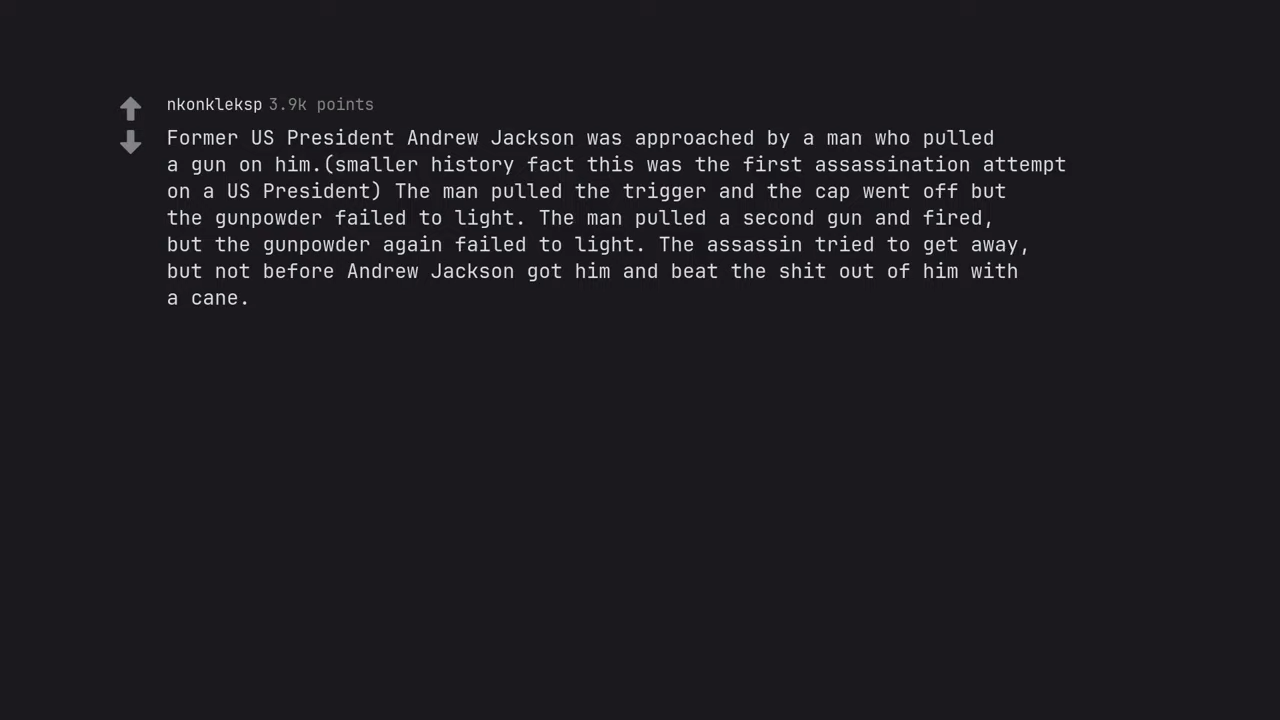 nkonkleksp 3.9k points
Former US President Andrew Jackson was approached by a man who pulled
a gun on him.(smaller history fact this was the first assassination attempt
on a US President) The man pulled the trigger and the cap went off but
the gunpowder failed to light. The man pulled a second gun and fired,
but the gunpowder again failed to light. The assassin tried to get away,
but not before Andrew Jackson got him and beat the shit out of him with
a cane.